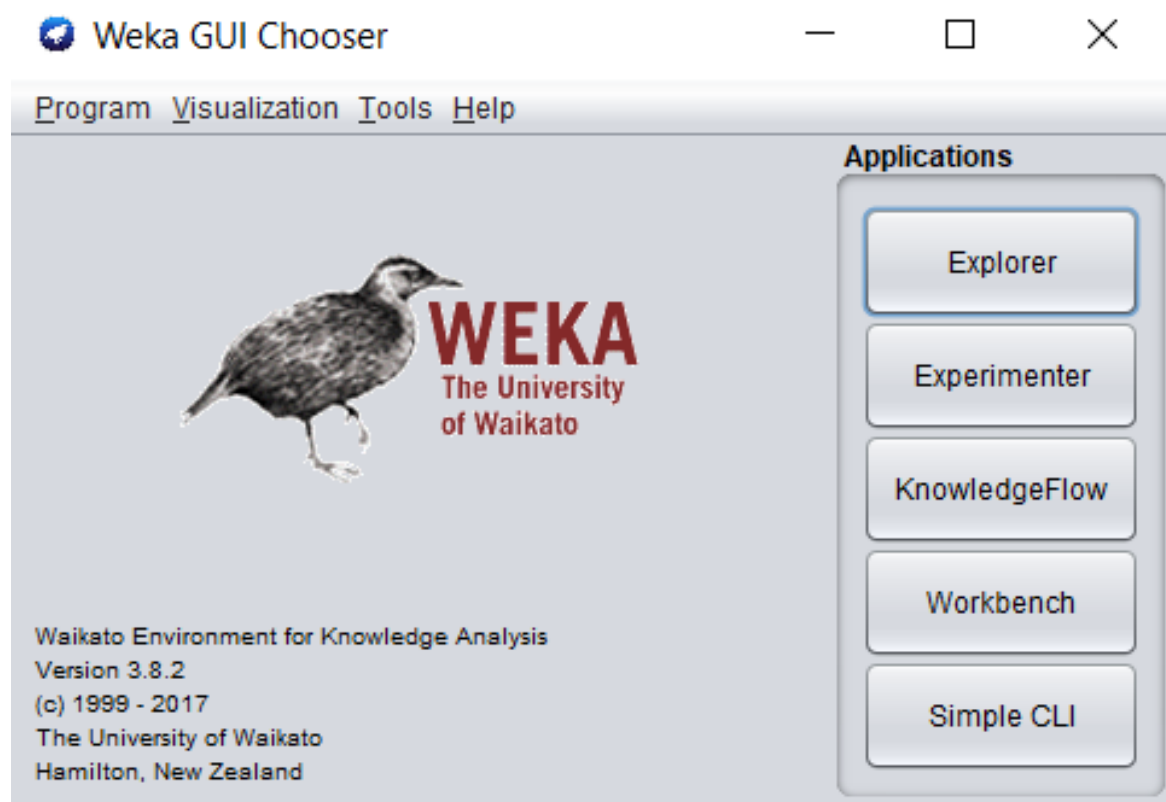 Weka GUI Chooser
Program Visualization Tools Help
Applications
Explorer
Experimenter
KnowledgeFlow
Workbench
Simple CLI
WEKA
The University
of Waikato
Waikato Environment for Knowledge Analysis
Version 3.8.2
(c) 1999 - 2017
The University of Waikato
Hamilton, New Zealand